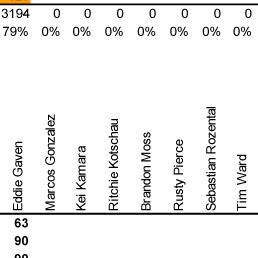 3194 0 0 0 0 0 0 0
79% 0% 0% 0% 0% 0% 0% 0%
Eddie Gaven
Marcos Gonzalez
Kei Kamara
Ritchie Kotschau
Brandon Moss
Rusty Pierce
Sebastian Rozental
Tim Ward
63
90